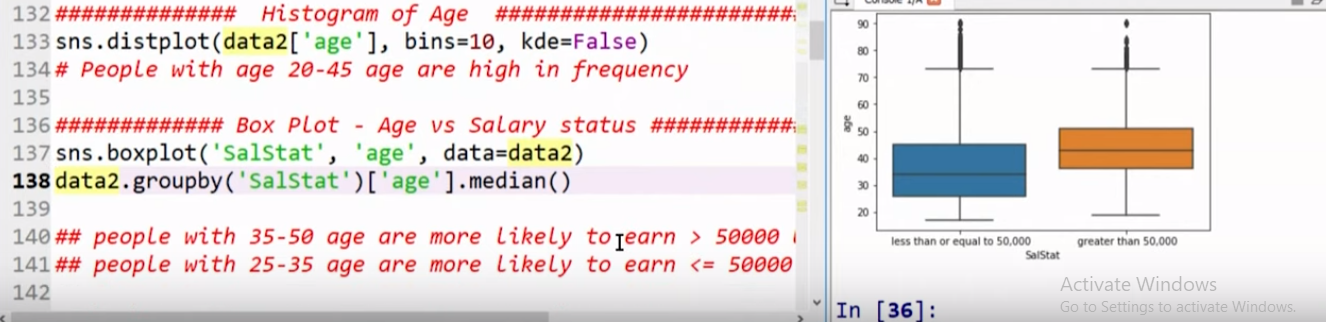 132 ############## Histogram of Age #######################
133 sns.distplot(data2['age'], bins=10, kde=False)
134 # People with age 20-45 age are high in frequency
135
136 ############# Box Plot - Age vs Salary status ###########
137 sns.boxplot('SalStat', 'age', data=data2)
138 data2.groupby('SalStat')['age'].median()
139
140 ## people with 35-50 age are more likely to earn > 50000
141 ## people with 25-35 age are more likely to earn <= 50000
142
90
80
70
60
50
40
30
20
age
less than or equal to 50,000 greater than 50,000
SalStat
Activate Windows
Go to Settings to activate Windows.
In [36]: